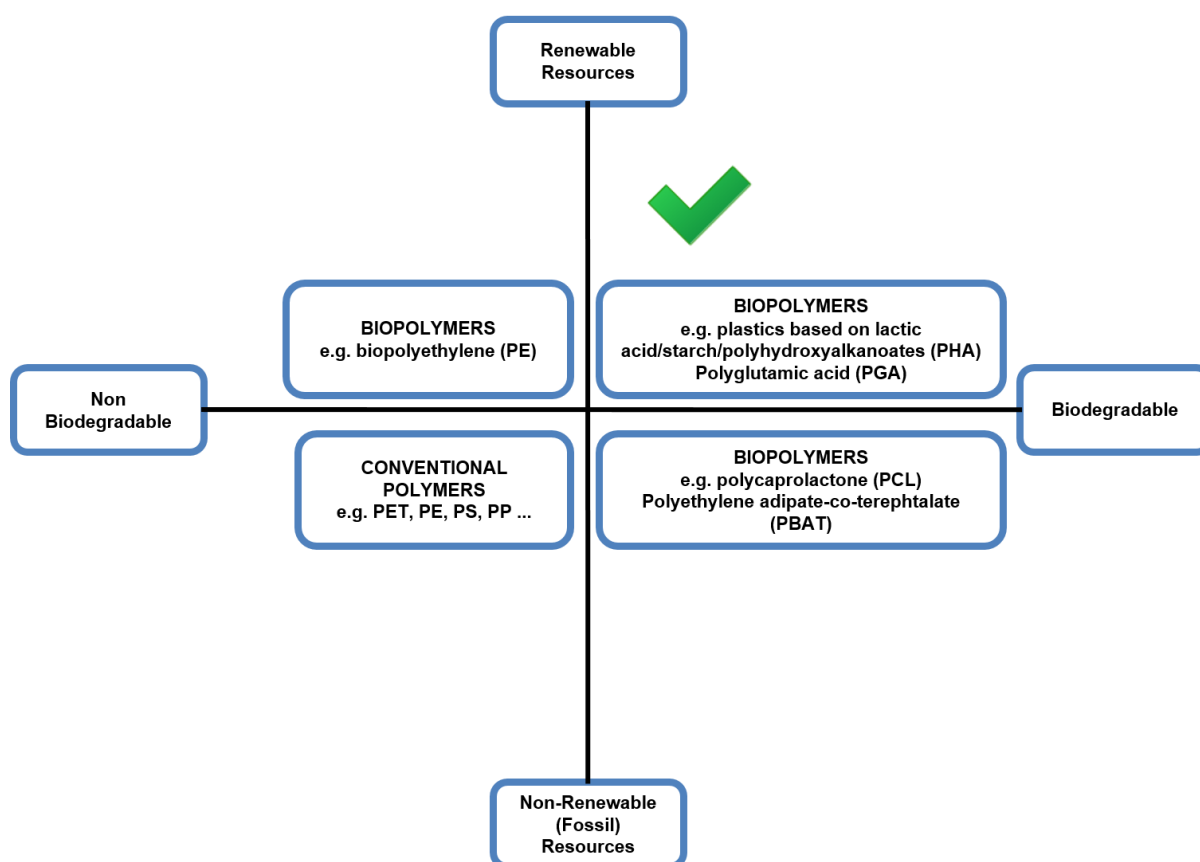 Renewable
Resources
BIOPOLYMERS
e.g. biopolyethylene (PE)
BIOPOLYMERS
e.g. plastics based on lactic
acid/starch/polyhydroxyalkanoates (PHA)
Polyglutamic acid (PGA)
Non
Biodegradable
Biodegradable
CONVENTIONAL
POLYMERS
e.g. PET, PE, PS, PP ...
BIOPOLYMERS
e.g. polycaprolactone (PCL)
Polyethylene adipate-co-terephtalate
(PBAT)
Non-Renewable
(Fossil)
Resources